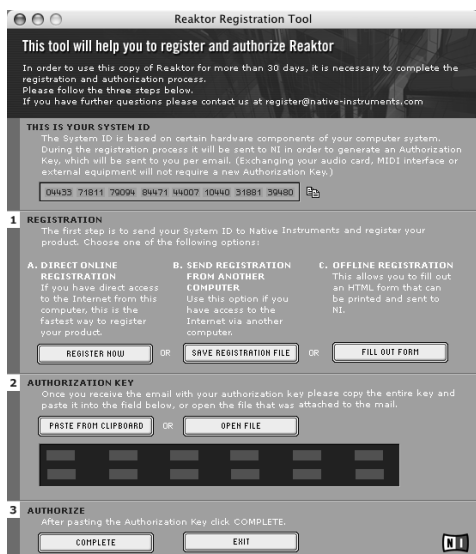 Reaktor Registration Tool
This tool will help you to register and authorize Reaktor
In order to use this copy of Reaktor for more than 30 days, it is necessary to complete the
registration and authorization process.
Please follow the three steps below.
If you have further questions please contact us at register@native-instruments.com
THIS IS YOUR SYSTEM ID
The System ID is based on certain hardware components of your computer system.
During the registration process it will be sent to NI in order to generate an Authorization
Key, which will be sent to you per email. (Exchanging your audio card, MIDI interface or
external equipment will not require a new Authorization Key.)
04433 71811 79094 84471 44007 10440 31881 39480
1 REGISTRATION
The first step is to send your System ID to Native Instruments and register your
product. Choose one of the following options:
A. DIRECT ONLINE
REGISTRATION
If you have direct access
to the Internet from this
computer, this is the
fastest way to register
your product.
REGISTER NOW
OR
B. SEND REGISTRATION
FROM ANOTHER
COMPUTER
Use this option if you
have access to the
Internet via another
computer.
SAVE REGISTRATION FILE
OR
C. OFFLINE REGISTRATION
This allows you to fill out
an HTML form that can
be printed and sent to
NI.
FILL OUT FORM
2 AUTHORIZATION KEY
Once you receive the email with your authorization key please copy the entire key and
paste it into the field below, or open the file that was attached to the mail.
PASTE FROM CLIPBOARD OR OPEN FILE
3 AUTHORIZE
After pasting the Authorization Key click COMPLETE.
COMPLETE EXIT
NI